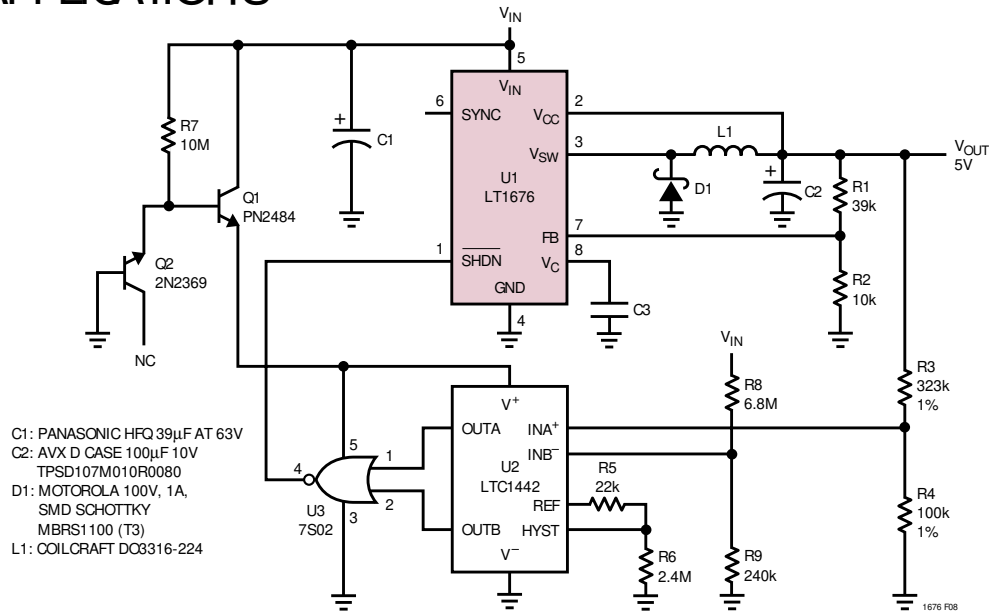 VIN
5
VIN
6
SYNC
VCC
2
R7
10M
+
C1
VSW
3
L1
VOUT
5V
U1
LT1676
D1
+
C2
R1
39k
Q1
PN2484
FB
7
1
SHDN
VC
8
Q2
2N2369
R2
10k
GND
4
C3
NC
VIN
R8
6.8M
R3
323k
1%
V+
C1: PANASONIC HFQ 39μF AT 63V
C2: AVX D CASE 100μF 10V
TPSD107M010R0080
D1: MOTOROLA 100V, 1A,
SMD SCHOTTKY
MBRS1100 (T3)
L1: COILCRAFT DO3316-224
OUTA
INA+
5
1
4
2
U3
7S02
3
INB–
U2
LTC1442
R5
22k
REF
HYST
OUTB
V–
R4
100k
1%
R6
2.4M
R9
240k
1676 F08